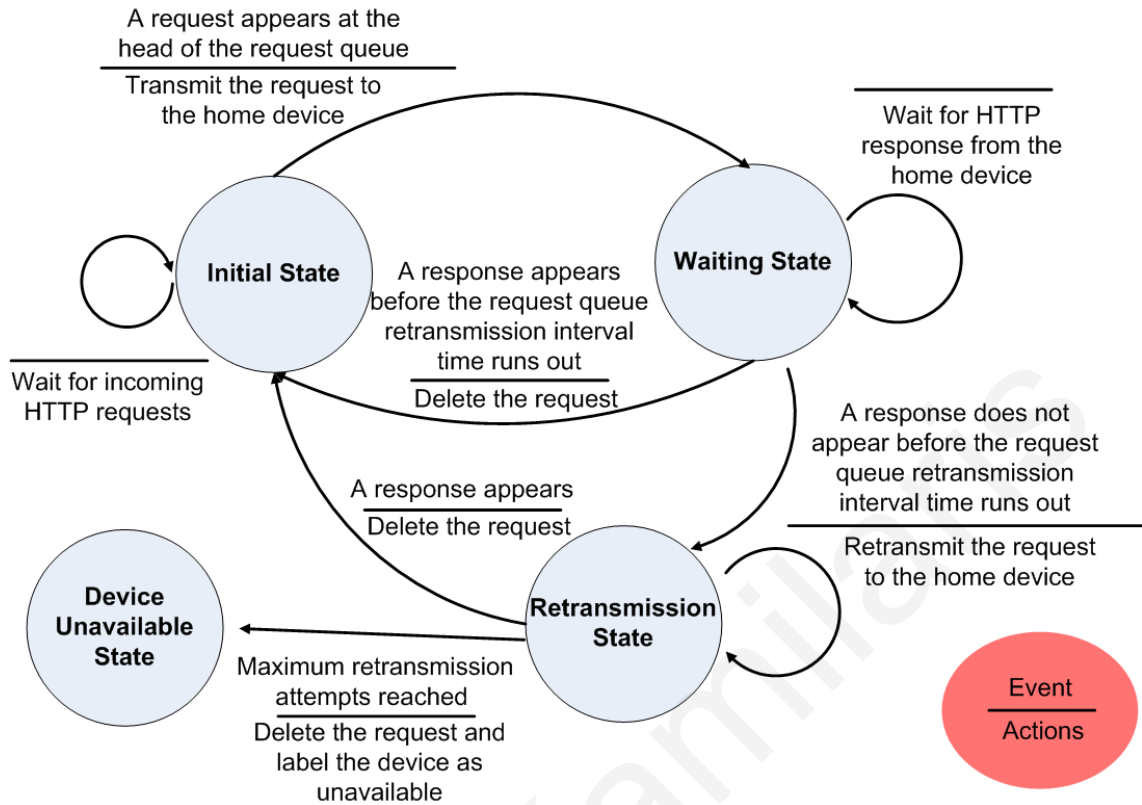 A request appears at the
head of the request queue
Transmit the request to
the home device
Wait for HTTP
response from the
home device
Initial State
Waiting State
A response appears
before the request queue
retransmission interval
time runs out
Delete the request
Wait for incoming
HTTP requests
A response does not
appear before the request
queue retransmission
interval time runs out
Retransmit the request
to the home device
A response appears
Delete the request
Device
Unavailable
State
Retransmission
State
Maximum retransmission
attempts reached
Delete the request and
label the device as
unavailable
Event
Actions